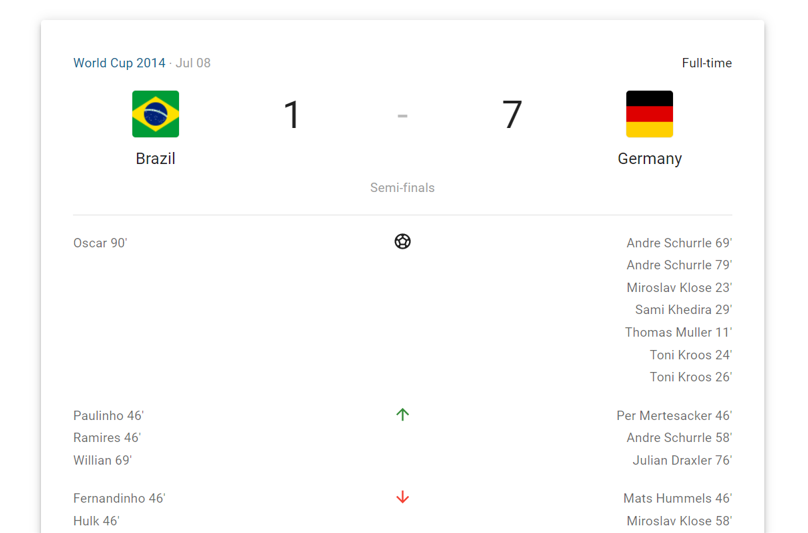 World Cup 2014 · Jul 08 Full-time
1 - 7
Brazil Germany
Semi-finals
Oscar 90' Andre Schurrle 69'
Andre Schurrle 79'
Miroslav Klose 23'
Sami Khedira 29'
Thomas Muller 11'
Toni Kroos 24'
Toni Kroos 26'
Paulinho 46' Per Mertesacker 46'
Ramires 46' Andre Schurrle 58'
Willian 69' Julian Draxler 76'
Fernandinho 46' Mats Hummels 46'
Hulk 46' Miroslav Klose 58'